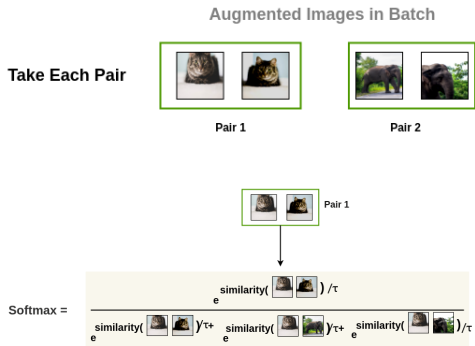 Augmented Images in Batch
Take Each Pair
Pair 1
Pair 2
Pair 1
Softmax =
e similarity( ) /τ
e similarity( )/τ+ e similarity( )/τ+ e similarity( )/τ